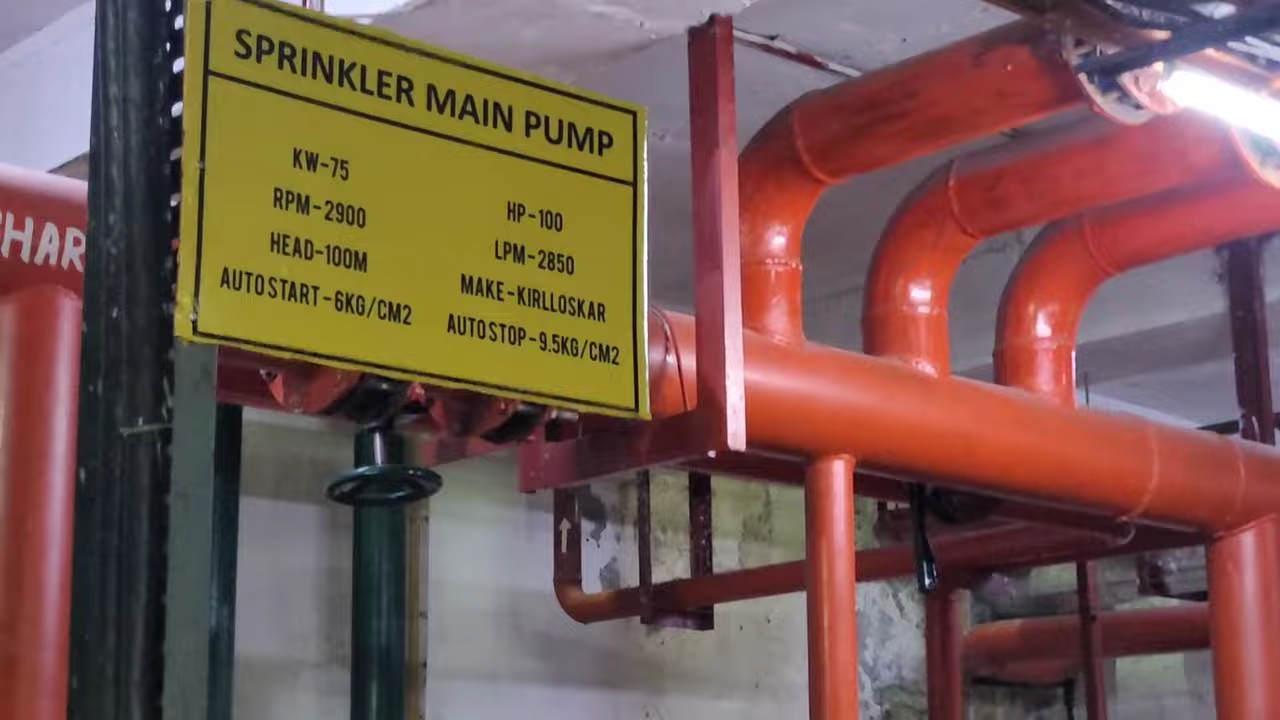 SPRINKLER MAIN PUMP
KW-75
RPM-2900
HEAD-100M
AUTOSTART-6KG/CM2
HP-100
LPM-2850
MAKE-KIRLLOSKAR
AUTOSTOP-9.5KG/CM2
HAR